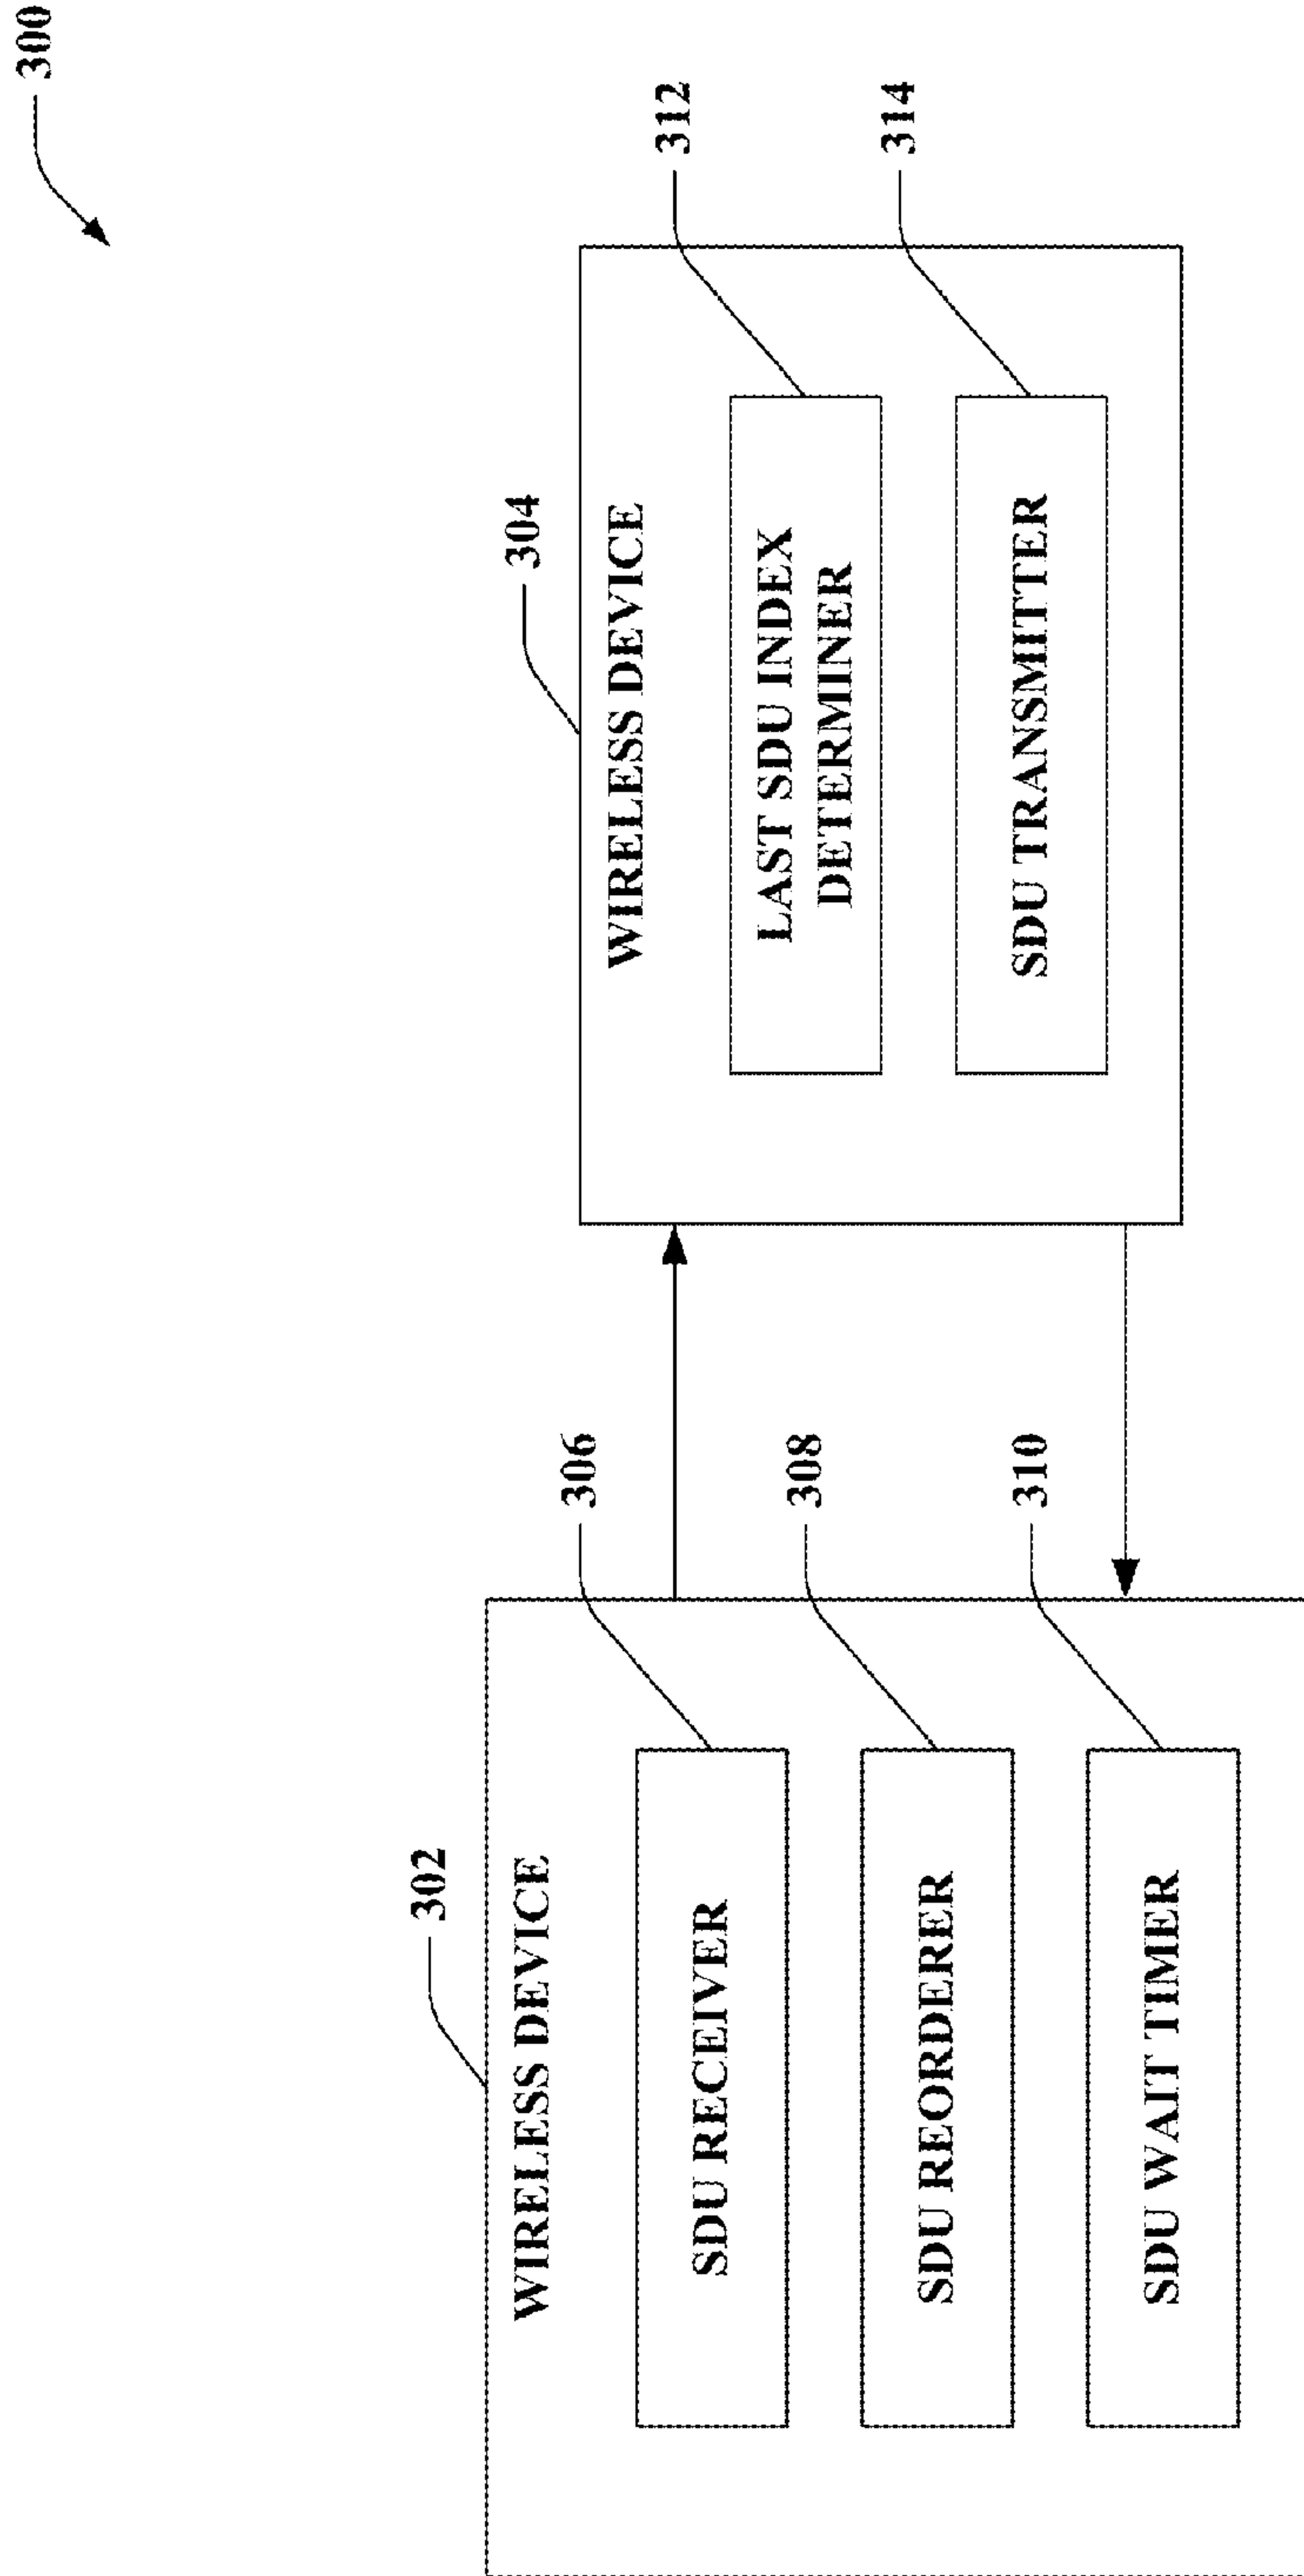 300
302
WIRELESS DEVICE
306
SDU RECEIVER
308
SDU REORDERER
310
SDU WAIT TIMER
304
WIRELESS DEVICE
312
LAST SDU INDEX
DETERMINER
314
SDU TRANSMITTER